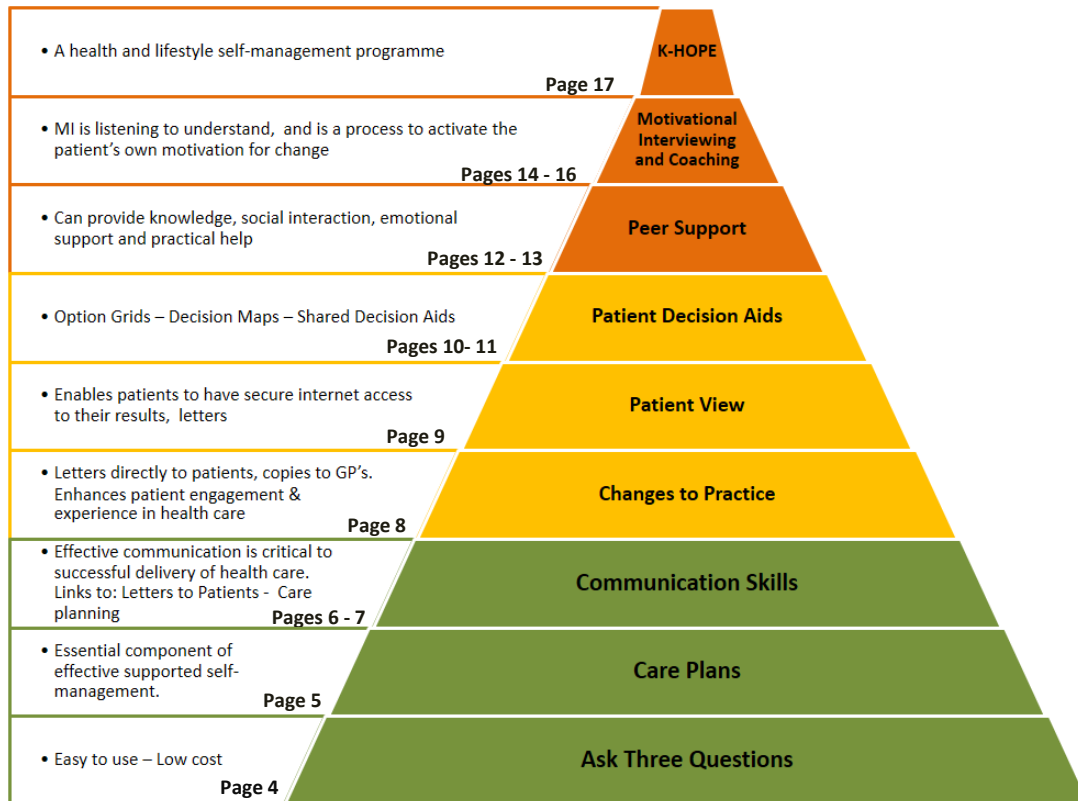 • A health and lifestyle self-management programme
Page 17
K-HOPE
• MI is listening to understand,  and is a process to activate the
patient's own motivation for change
Pages 14 - 16
Motivational
Interviewing
and Coaching
• Can provide knowledge, social interaction, emotional
support and practical help
Pages 12 - 13
Peer Support
• Option Grids – Decision Maps – Shared Decision Aids
Pages 10- 11
Patient Decision Aids
• Enables patients to have secure internet access
to their results,  letters
Page 9
Patient View
• Letters directly to patients, copies to GP's.
Enhances patient engagement &
experience in health care
Page 8
Changes to Practice
• Effective communication is critical to
successful delivery of health care.
Links to: Letters to Patients -  Care
planning
Pages 6 - 7
Communication Skills
• Essential component of
effective supported self-
management.
Page 5
Care Plans
• Easy to use – Low cost
Page 4
Ask Three Questions